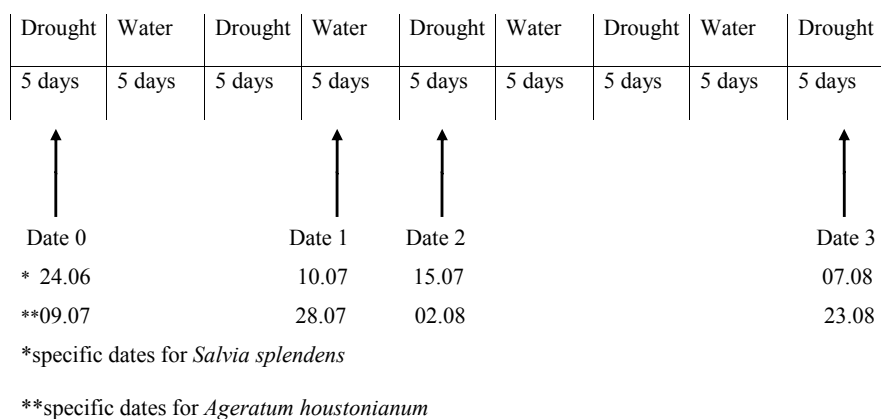 Drought Water Drought Water Drought Water Drought Water Drought
5 days 5 days 5 days 5 days 5 days 5 days 5 days 5 days 5 days
Date 0 Date 1 Date 2 Date 3
* 24.06 10.07 15.07 07.08
**09.07 28.07 02.08 23.08
*specific dates for Salvia splendens
**specific dates for Ageratum houstonianum